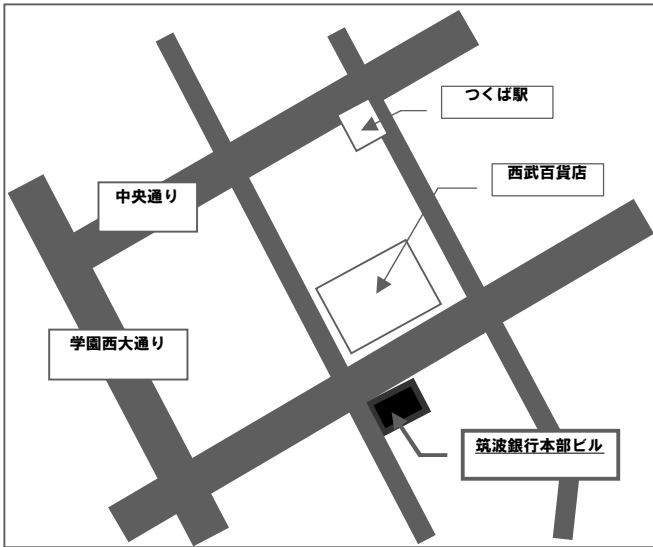 つくば駅
西武百貨店
中央通り
学園西大通り
筑波銀行本部ビル